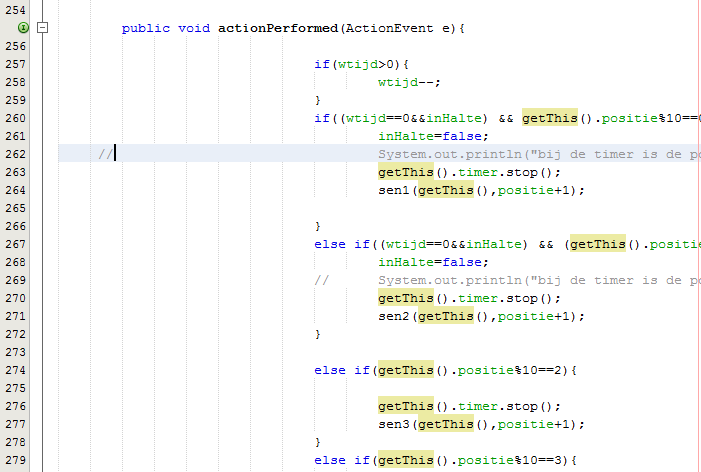 254
public void actionPerformed(ActionEvent e){
256
257 if(wtijd>0){
258 wtijd--;
259 }
260 if((wtijd==0&&inHalte) && getThis().positie%10==
261 inHalte=false;
262 // System.out.println("bij de timer is de
263 getThis().timer.stop();
264 sen1(getThis(),positie+1);
265
266 }
267 else if((wtijd==0&&inHalte) && (getThis().positie
268 inHalte=false;
269 // System.out.println("bij de timer is de
270 getThis().timer.stop();
271 sen2(getThis(),positie+1);
272 }
273
274 else if(getThis().positie%10==2){
275
276 getThis().timer.stop();
277 sen3(getThis(),positie+1);
278 }
279 else if(getThis().positie%10==3){